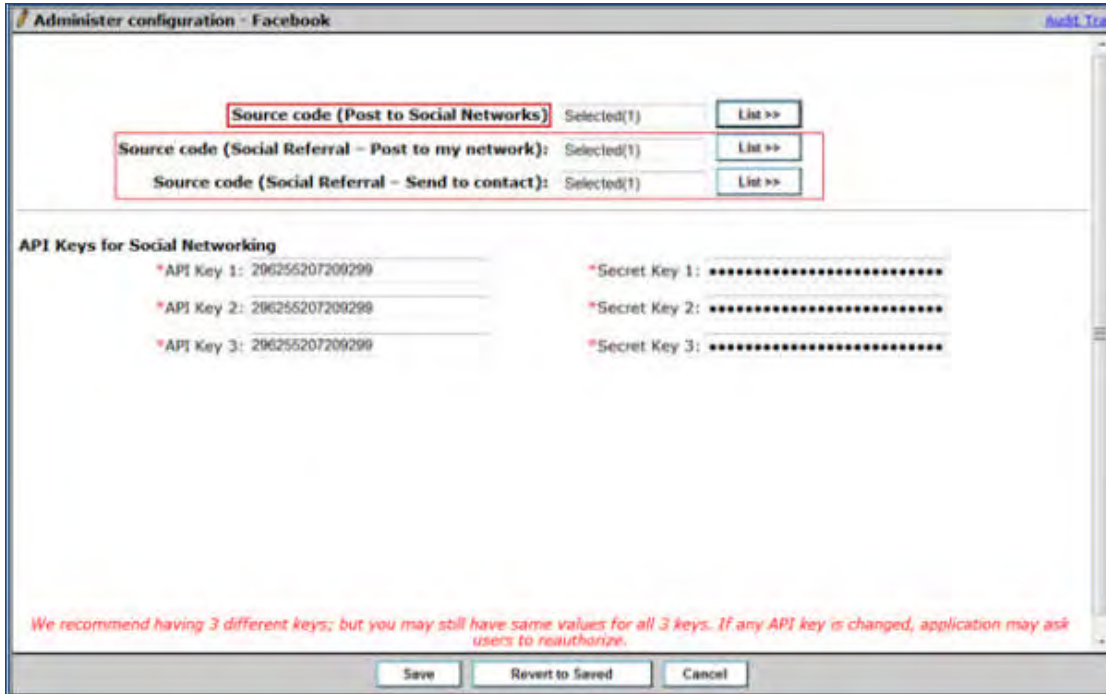 Administer configuration - Facebook
Audit Tra
Source code (Post to Social Networks) Selected(1) List >>
Source code (Social Referral – Post to my network): Selected(1) List >>
Source code (Social Referral – Send to contact): Selected(1) List >>
API Keys for Social Networking
*API Key 1: 296255207209299 *Secret Key 1: •••••••••••••••••••••••••••
*API Key 2: 296255207209299 *Secret Key 2: •••••••••••••••••••••••••••
*API Key 3: 296255207209299 *Secret Key 3: •••••••••••••••••••••••••••
We recommend having 3 different keys; but you may still have same values for all 3 keys. If any API key is changed, application may ask
users to reauthorize.
Save Revert to Saved Cancel